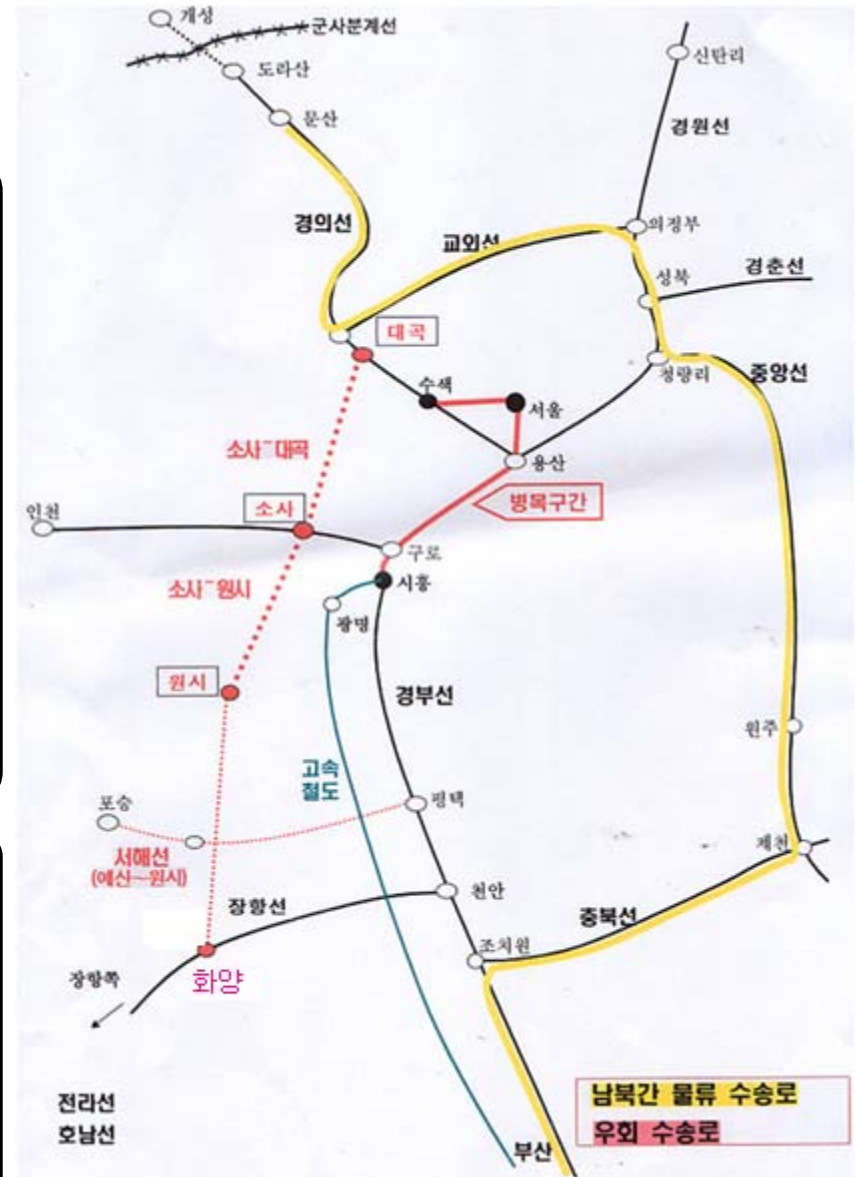 개성
군사분계선
도라산
신탄리
문산
경원선
경의선
교외선
의정부
성북
경춘선
대곡
수색
서울
청량리
중앙선
소사~대곡
용산
인천
소사
병목구간
구로
소사~원시
시흥
광명
원시
경부선
원주
고속
철도
포승
평택
서해선
(예산~원시)
제천
장항선
천안
충북선
조치원
장항쪽
화양
전라선
호남선
부산
남북간 물류 수송로
우회 수송로